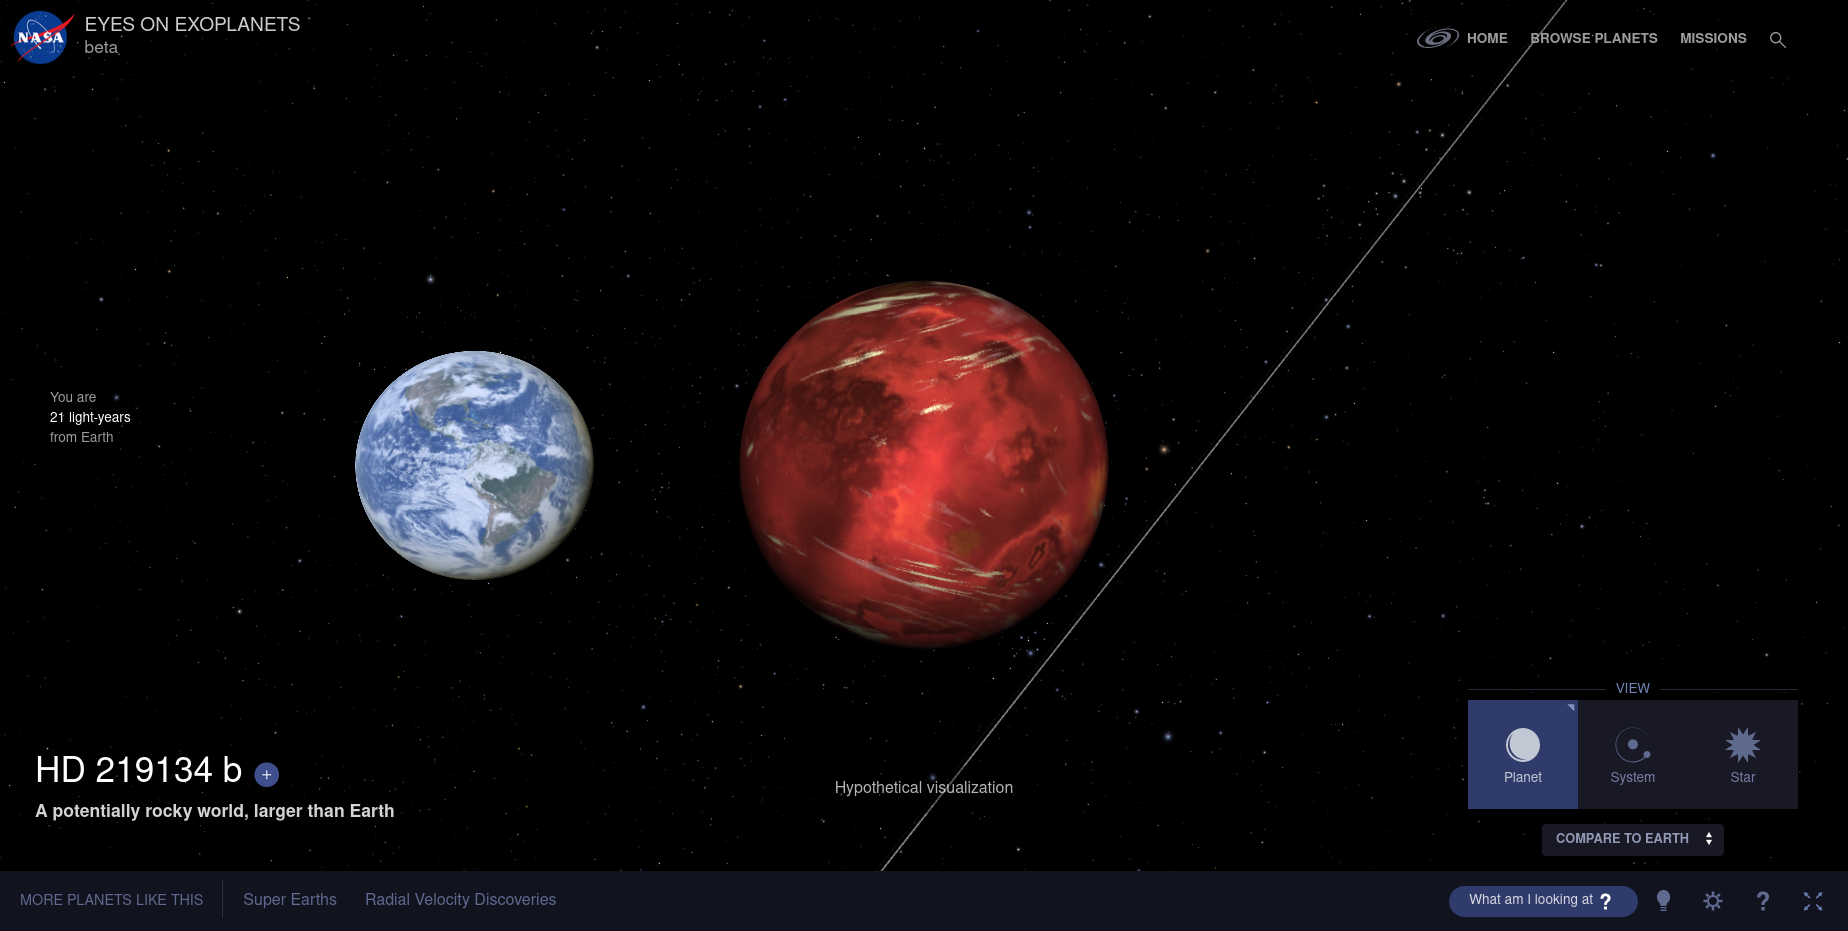 NASA
EYES ON EXOPLANETS
beta
HOME
BROWSE PLANETS
MISSIONS
You are
21 light-years
from Earth
VIEW
Planet
System
Star
HD 219134 b +
A potentially rocky world, larger than Earth
Hypothetical visualization
COMPARE TO EARTH
MORE PLANETS LIKE THIS
Super Earths
Radial Velocity Discoveries
What am I looking at ?
?